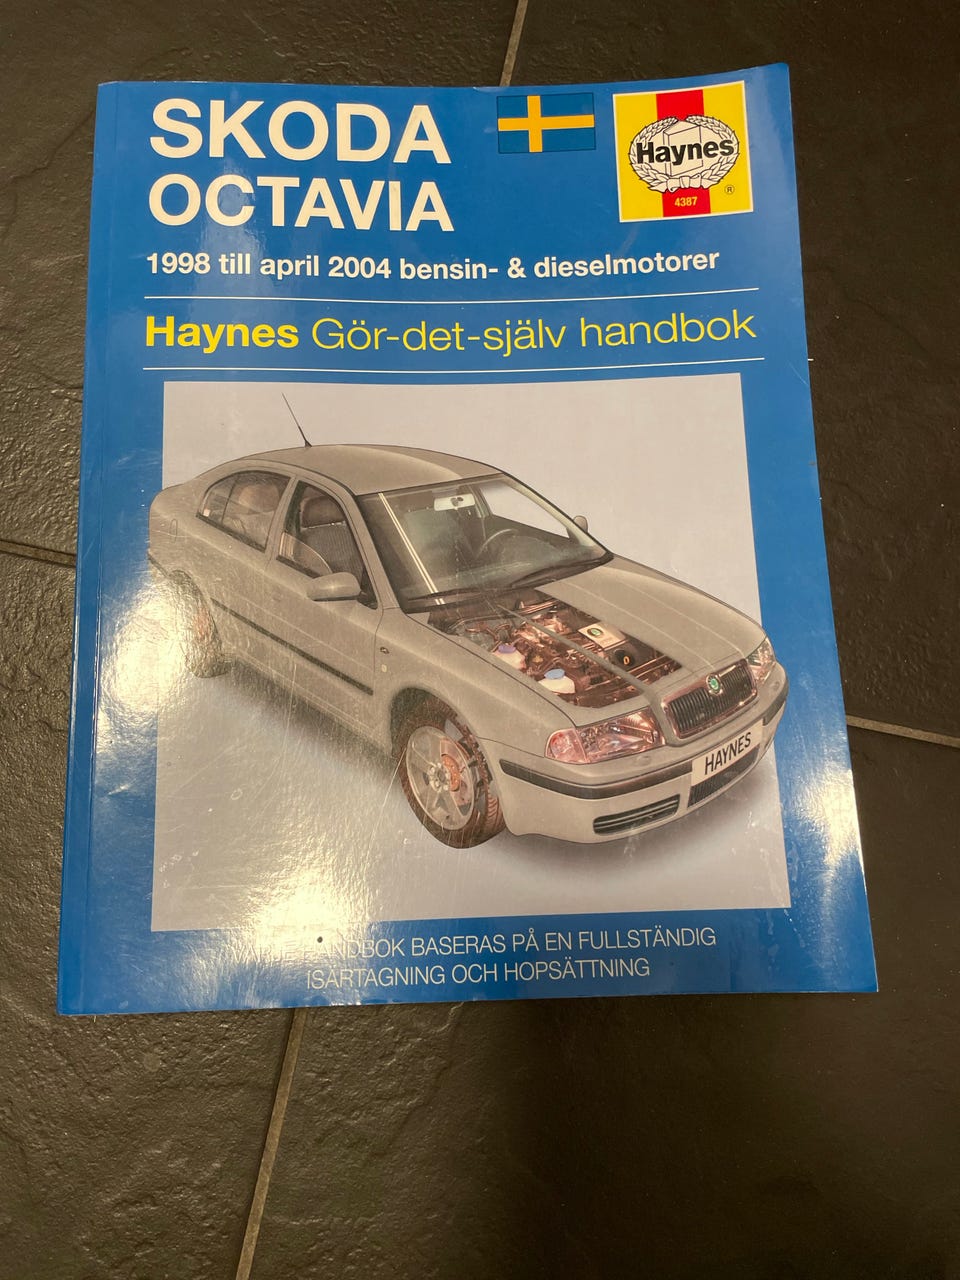 SKODA
OCTAVIA
Haynes
®
4387
1998 till april 2004 bensin- & dieselmotorer
Haynes Gör-det-själv handbok
HAYNES
BASERAS PÅ EN FULLSTÄNDIG
ISÄRTAGNING OCH HOPSÄTTNING